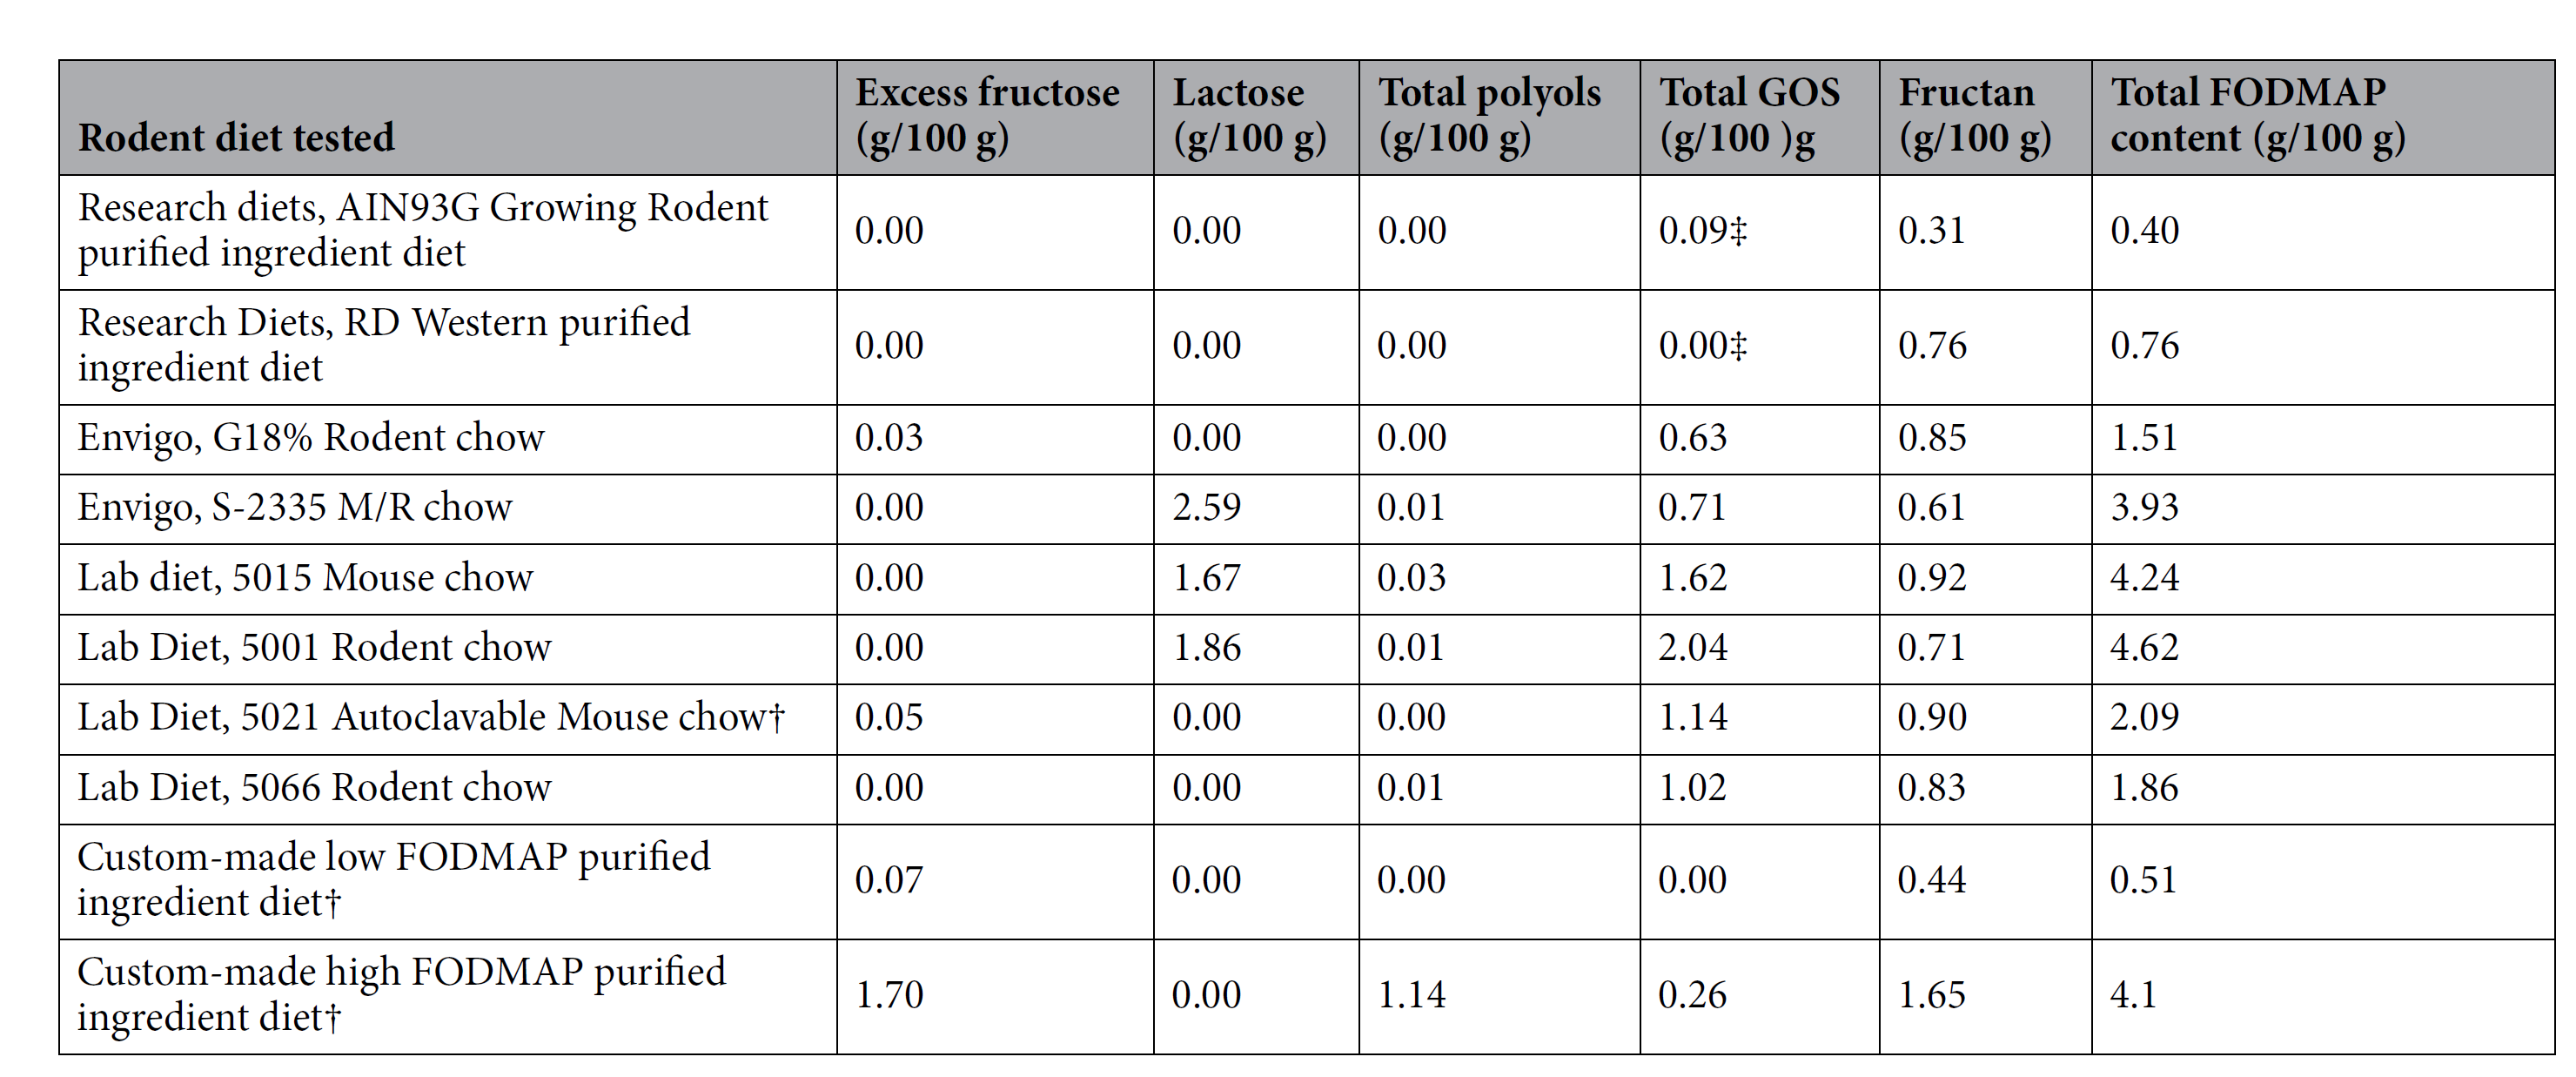 Rodent diet tested Excess fructose (g/100 g) Lactose (g/100 g) Total polyols (g/100 g) Total GOS (g/100 )g Fructan (g/100 g) Total FODMAP content (g/100 g)
Research diets, AIN93G Growing Rodent purified ingredient diet 0.00 0.00 0.00 0.09‡ 0.31 0.40
Research Diets, RD Western purified ingredient diet 0.00 0.00 0.00 0.00‡ 0.76 0.76
Envigo, G18% Rodent chow 0.03 0.00 0.00 0.63 0.85 1.51
Envigo, S-2335 M/R chow 0.00 2.59 0.01 0.71 0.61 3.93
Lab diet, 5015 Mouse chow 0.00 1.67 0.03 1.62 0.92 4.24
Lab Diet, 5001 Rodent chow 0.00 1.86 0.01 2.04 0.71 4.62
Lab Diet, 5021 Autoclavable Mouse chow† 0.05 0.00 0.00 1.14 0.90 2.09
Lab Diet, 5066 Rodent chow 0.00 0.00 0.01 1.02 0.83 1.86
Custom-made low FODMAP purified ingredient diet† 0.07 0.00 0.00 0.00 0.44 0.51
Custom-made high FODMAP purified ingredient diet† 1.70 0.00 1.14 0.26 1.65 4.1